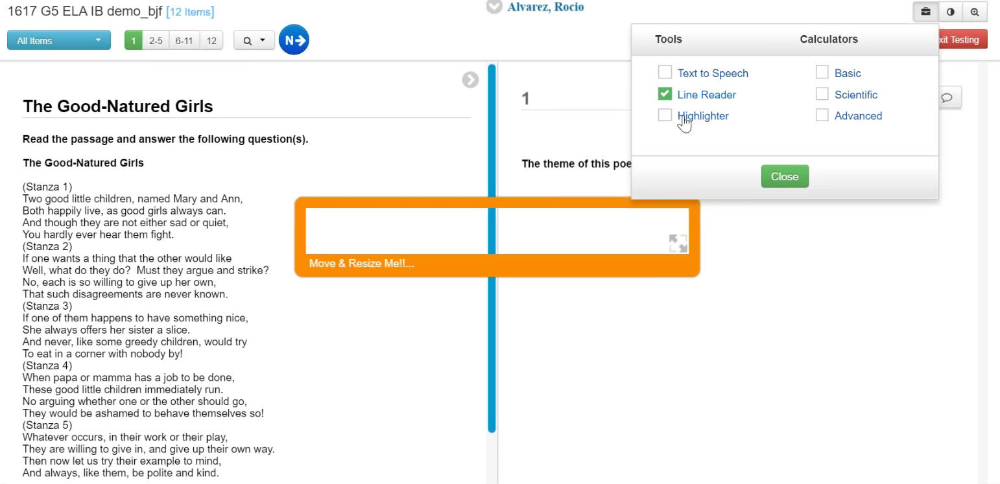 1617 G5 ELA IB demo_bjf [12 Items]
Alvarez, Rocio
All Items
1 2-5 6-11 12
N
xit Testing
Tools Calculators
Text to Speech Basic
Line Reader Scientific
Highlighter Advanced
Close
The Good-Natured Girls
Read the passage and answer the following question(s).
The Good-Natured Girls
(Stanza 1)
Two good little children, named Mary and Ann,
Both happily live, as good girls always can.
And though they are not either sad or quiet,
You hardly ever hear them fight.
(Stanza 2)
If one wants a thing that the other would like
Well, what do they do?  Must they argue and strike?
No, each is so willing to give up her own,
That such disagreements are never known.
(Stanza 3)
If one of them happens to have something nice,
She always offers her sister a slice.
And never, like some greedy children, would try
To eat in a corner with nobody by!
(Stanza 4)
When papa or mamma has a job to be done,
These good little children immediately run.
No arguing whether one or the other should go,
They would be ashamed to behave themselves so!
(Stanza 5)
Whatever occurs, in their work or their play,
They are willing to give in, and give up their own way.
Then now let us try their example to mind,
And always, like them, be polite and kind.
1
The theme of this poe
Move & Resize Me!!...